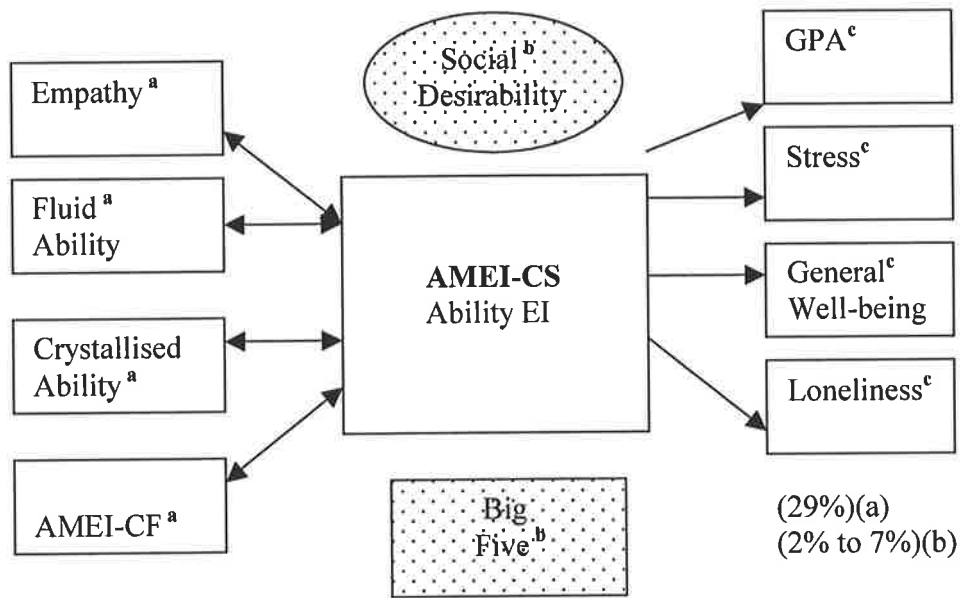 Empathy a
Fluid a
Ability
Crystallised
Ability a
AMEI-CF a
Social b
Desirability
AMEI-CS
Ability EI
Big
Five b
GPA c
Stress c
General c
Well-being
Loneliness c
(29%)(a)
(2% to 7%)(b)